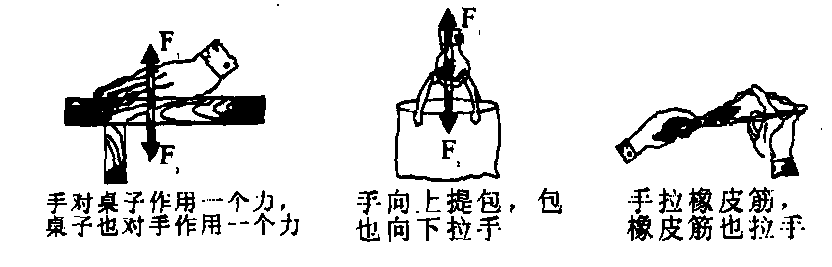 F
F
F
F
手对桌子作用一个力，
桌子也对手作用一个力
手向上提包，包
也向下拉手
手拉橡皮筋，
橡皮筋也拉手